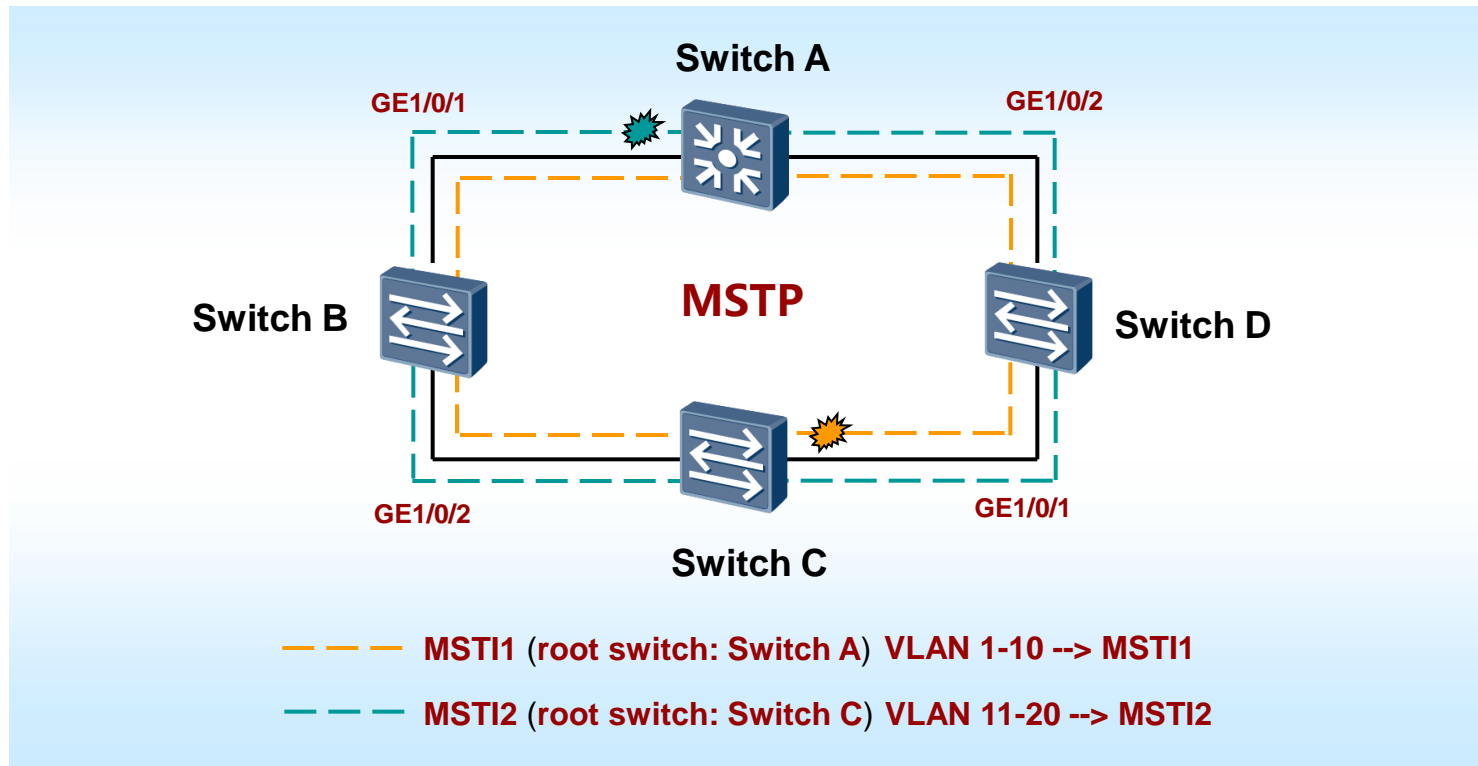 Switch A
GE1/0/1
GE1/0/2
MSTP
Switch B
Switch D
GE1/0/2
GE1/0/1
Switch C
MSTI1 (root switch: Switch A) VLAN 1-10 --> MSTI1
MSTI2 (root switch: Switch C) VLAN 11-20 --> MSTI2